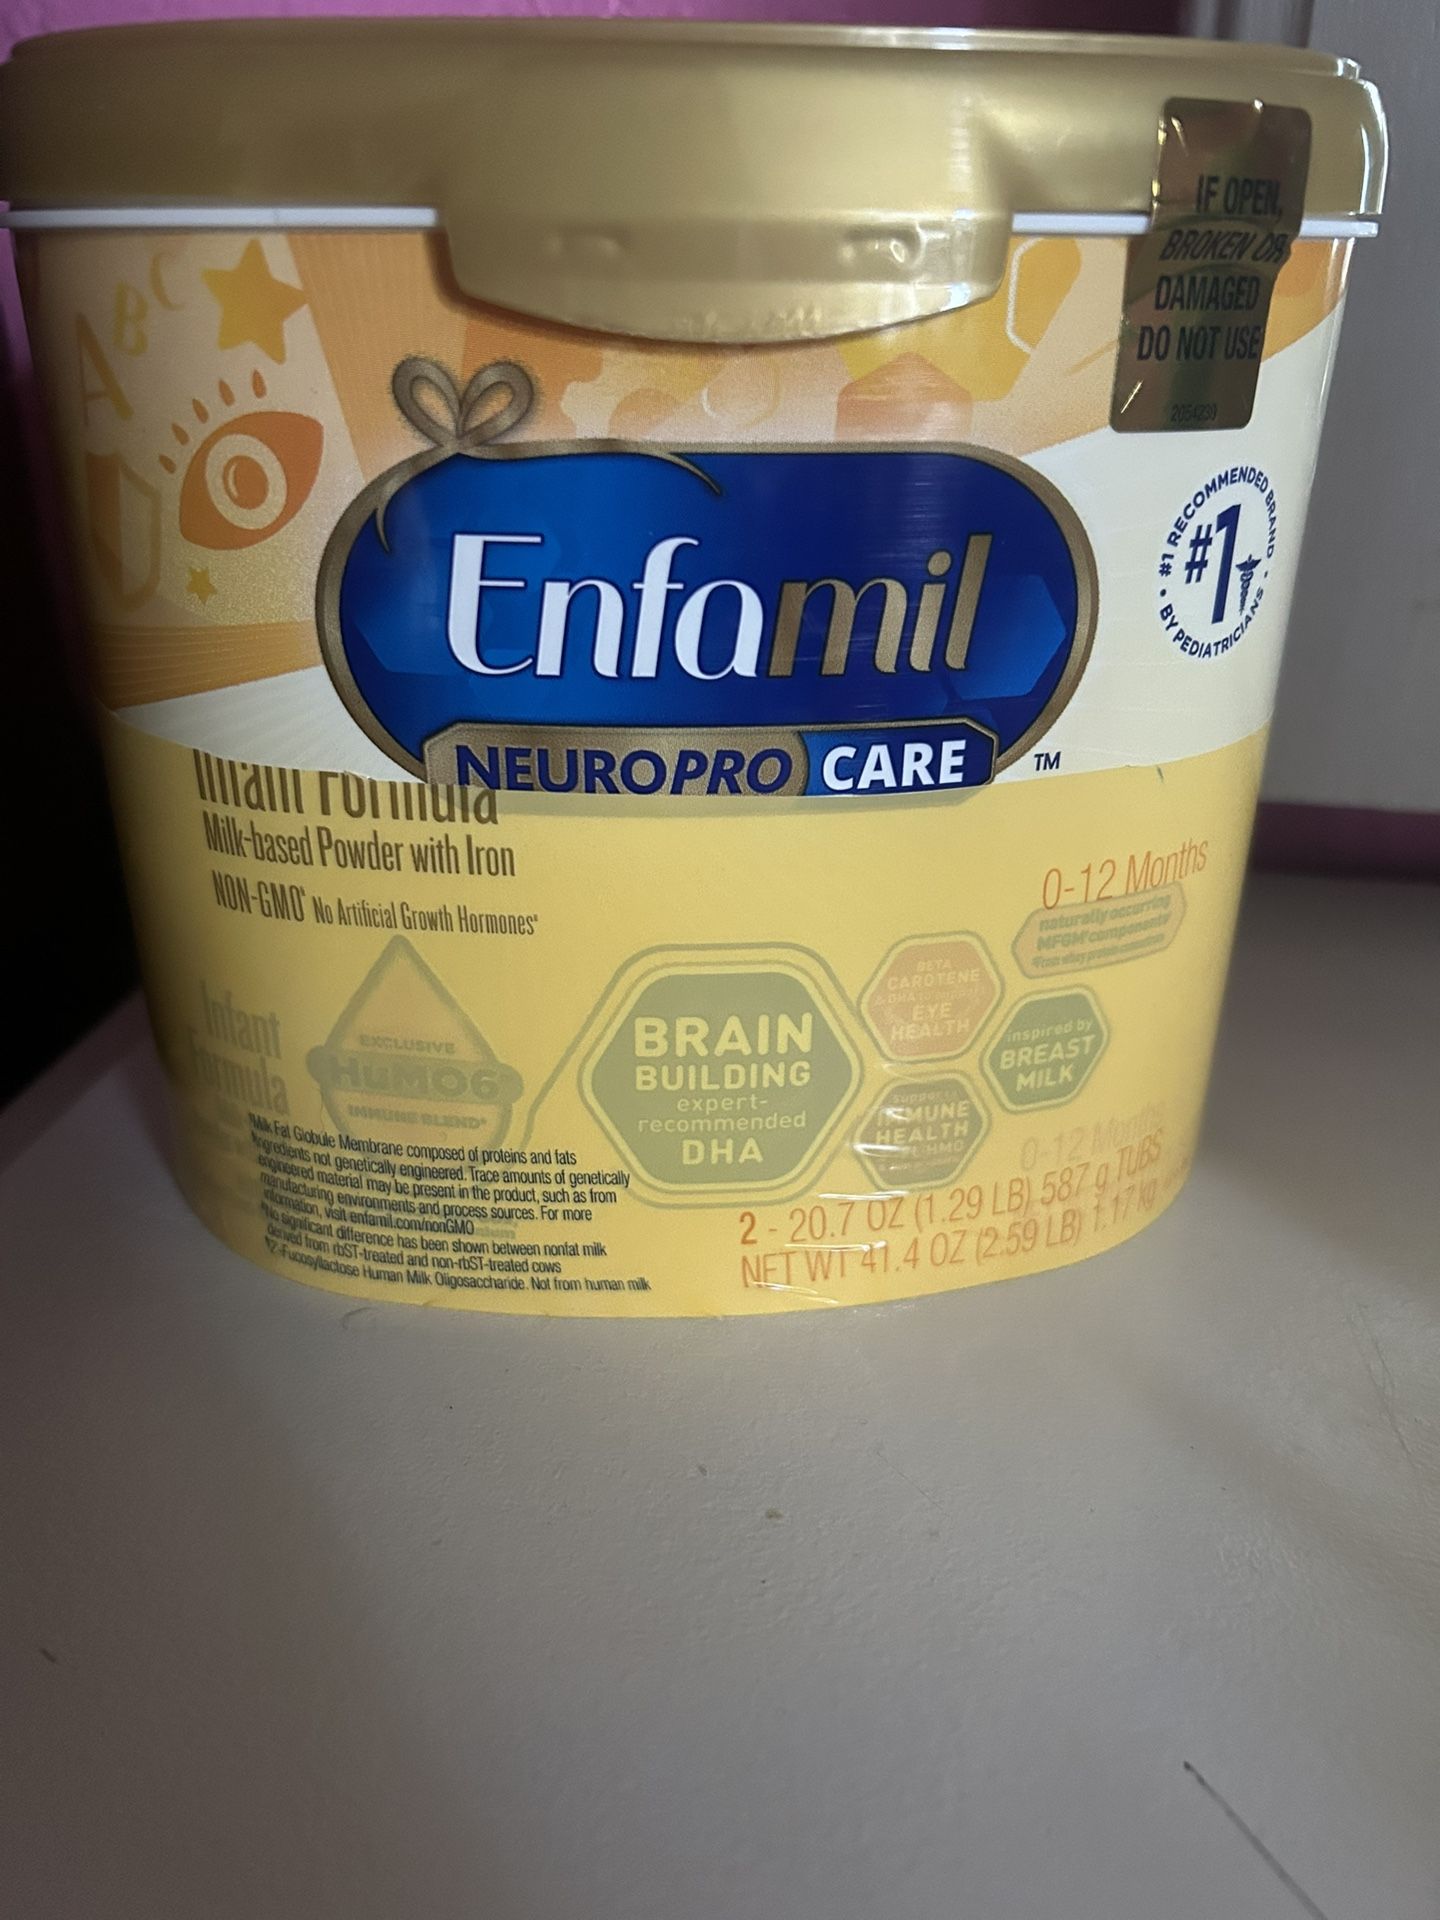 IF OPEN,
BROKEN OR
DAMAGED
DO NOT USE
2054230
A B C
Enfamil
NEUROPRO CARE ™
#1 RECOMMENDED BRAND
#1
BY PEDIATRICIANS
Infant Formula
Milk-based Powder with Iron
NON-GMO* No Artificial Growth Hormones
0-12 Months
naturally occurring
MFGM components
BETA
CAROTENE
EYE
HEALTH
inspired by
BREAST
MILK
Infant
Formula
EXCLUSIVE
HuMO6
IMMUNE BLEND
BRAIN
BUILDING
expert-
recommended
DHA
IMMUNE
HEALTH
Milk Fat Globule Membrane composed of proteins and fats
Ingredients not genetically engineered. Trace amounts of genetically
engineered material may be present in the product, such as from
manufacturing environments and process sources. For more
information, visit enfamil.com/nonGMO
No significant difference has been shown between nonfat milk
derived from rbST-treated and non-rbST-treated cows
2'-Fucosyllactose Human Milk Oligosaccharide. Not from human milk
2 - 20.7 OZ (1.29 LB) 587 g TUBS
NET WT 41.4 OZ (2.59 LB) 1.17 kg